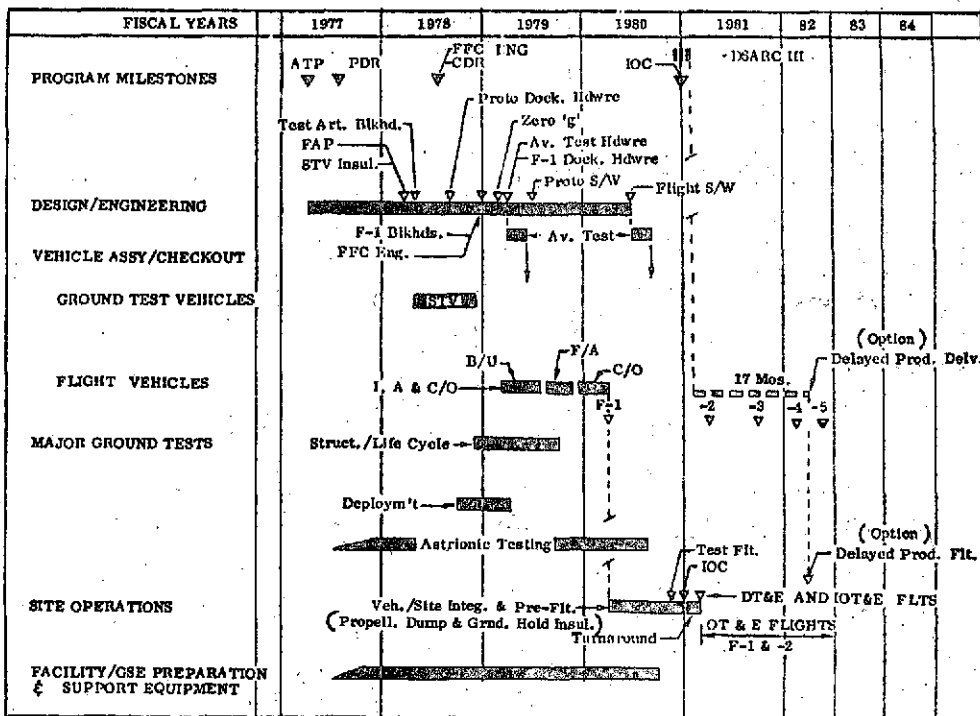 FISCAL YEARS 1977 1978 1979 1980 1981 82 83 84
FFC ENG
DSARC III
ATP PDR CDR IOC
PROGRAM MILESTONES
Proto Dock. Hdwre
Test Art. Blkhd. Zero 'g'
FAP Av. Test Hdwre
STV Insul. F-1 Dock. Hdwre
Proto S/W Flight S/W
DESIGN/ENGINEERING
F-1 Blkhds. Av. Test
FFC Eng.
VEHICLE ASSY/CHECKOUT
GROUND TEST VEHICLES STV
(Option)
F/A
B/U C/O Delayed Prod. Delv.
FLIGHT VEHICLES I, A & C/O 17 Mos.
F-1 -2 -3 -4 -5
MAJOR GROUND TESTS Struct./Life Cycle
Deploym't
(Option)
Astrionic Testing Test Flt. Delayed Prod. Flt.
IOC
DT&E AND IOT&E FLTS
SITE OPERATIONS Veh./Site Integ. & Pre-Flt.
(Propell. Dump & Grnd. Hold Insul.) OT & E FLIGHTS
Turnaround F-1 & -2
FACILITY/GSE PREPARATION
& SUPPORT EQUIPMENT